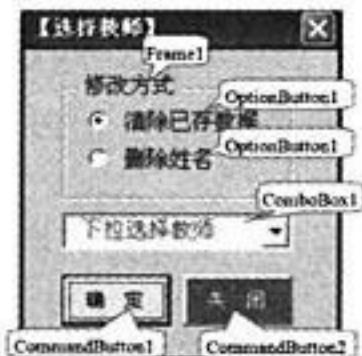 【选择教师】
Frame1
修改方式
OptionButton1
清除已存数据
OptionButton1
删除姓名
ComboBox1
下拉选择教师
确 定
关 闭
CommandButton1
CommandButton2